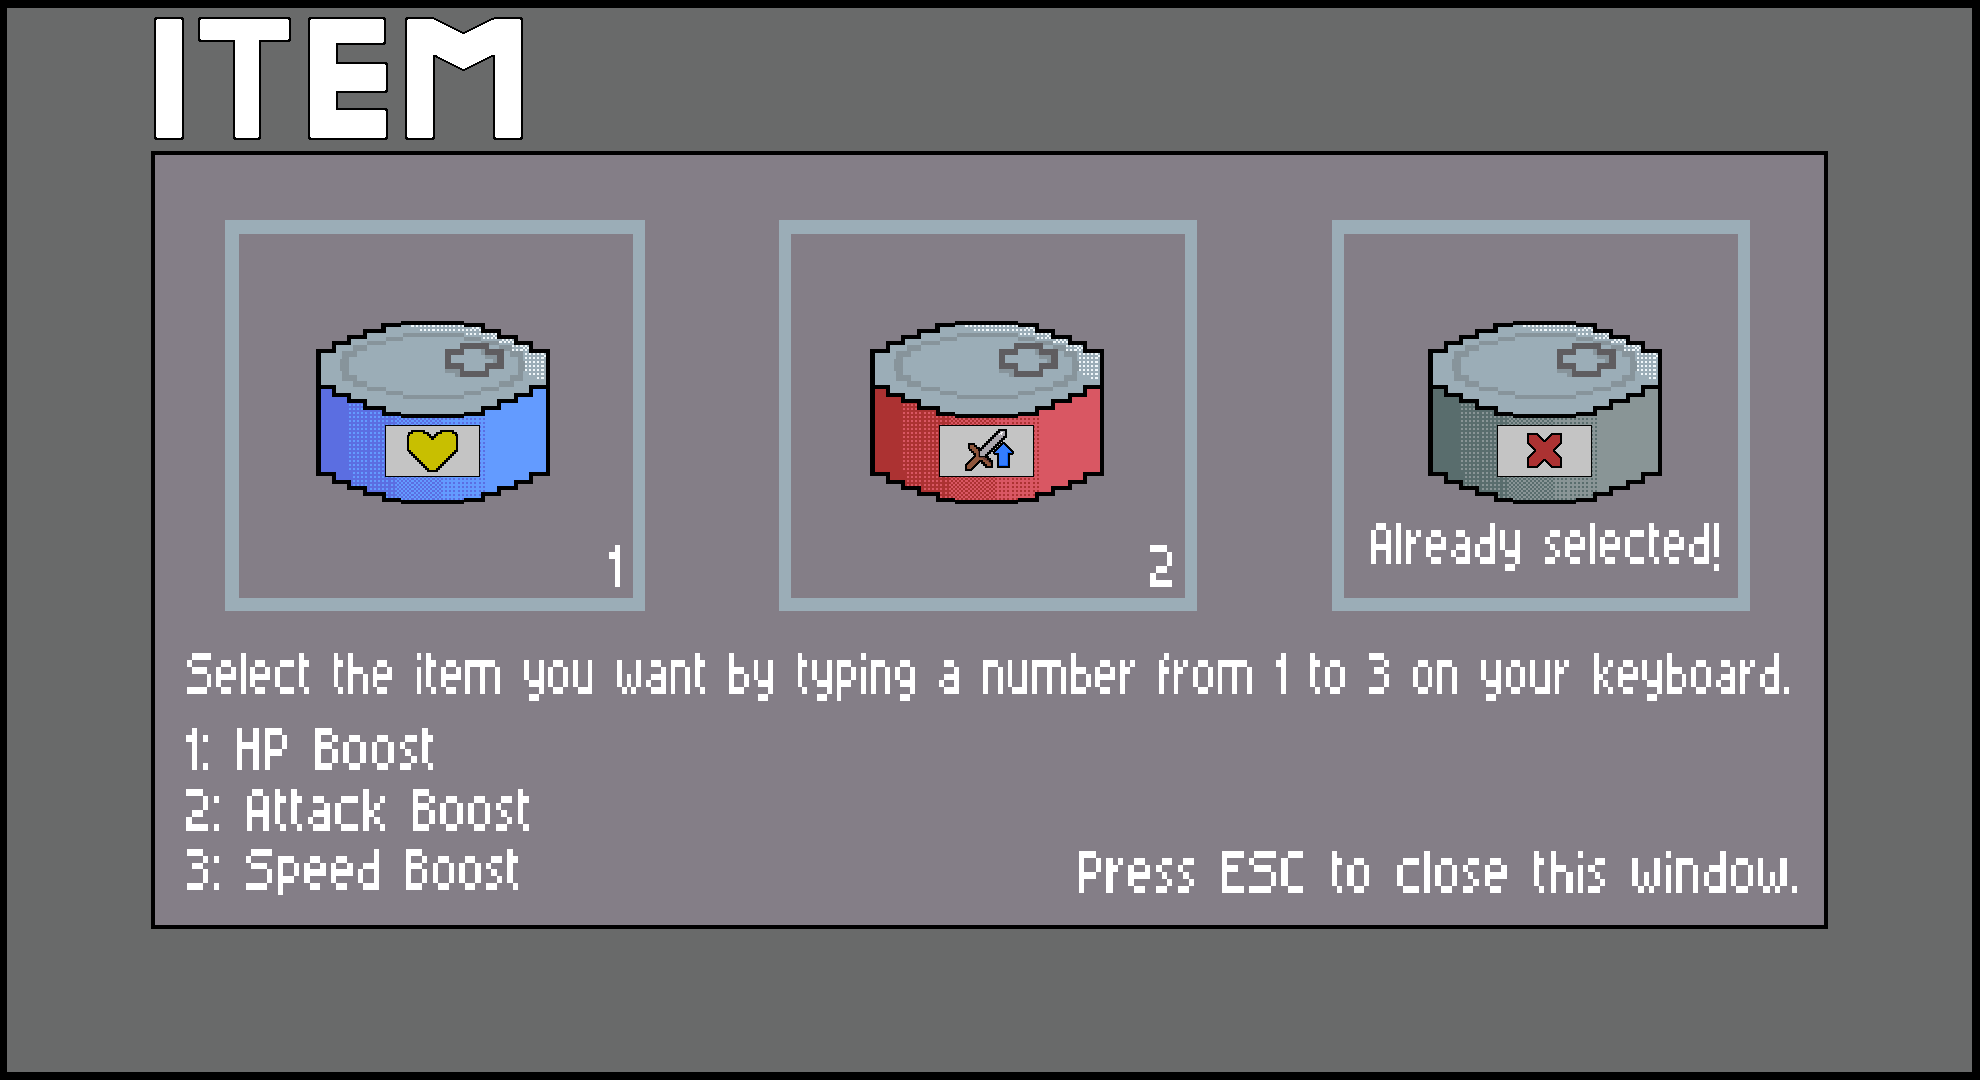 ITEM
1
2
Already selected!
Select the item you want by typing a number from 1 to 3 on your keyboard.
1: HP Boost
2: Attack Boost
3: Speed Boost
Press ESC to close this window.